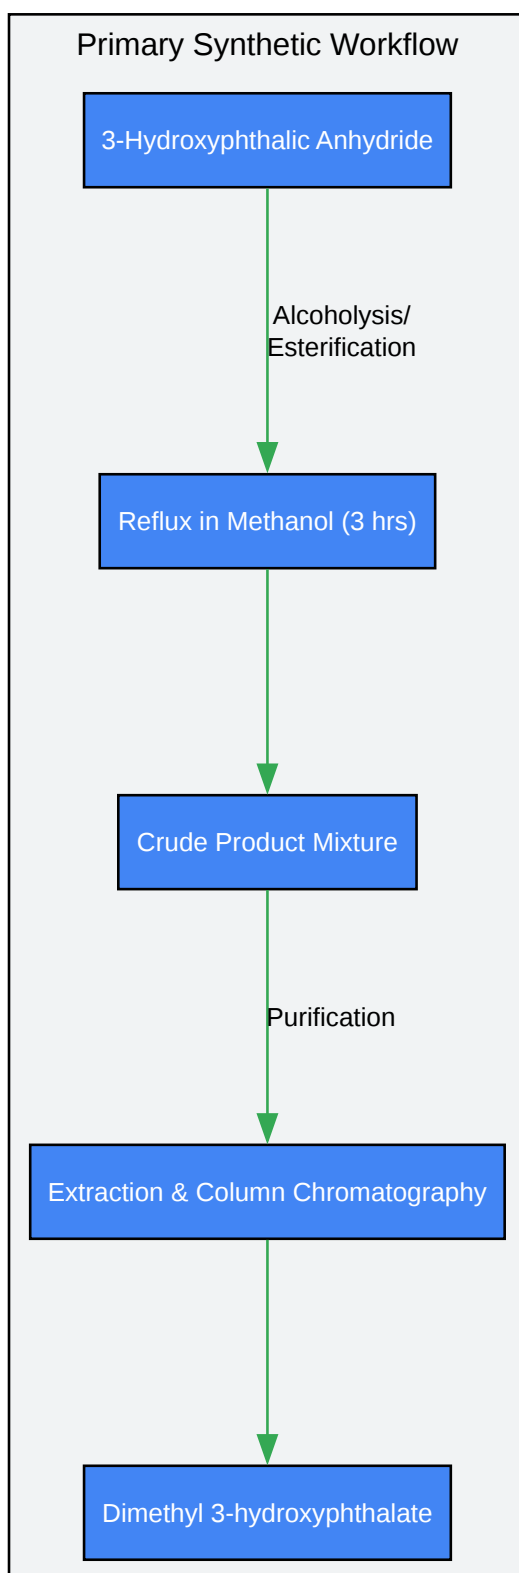 Primary Synthetic Workflow
3-Hydroxyphthalic Anhydride
Alcoholysis/
Esterification
Reflux in Methanol (3 hrs)
Crude Product Mixture
Purification
Extraction & Column Chromatography
Dimethyl 3-hydroxyphthalate